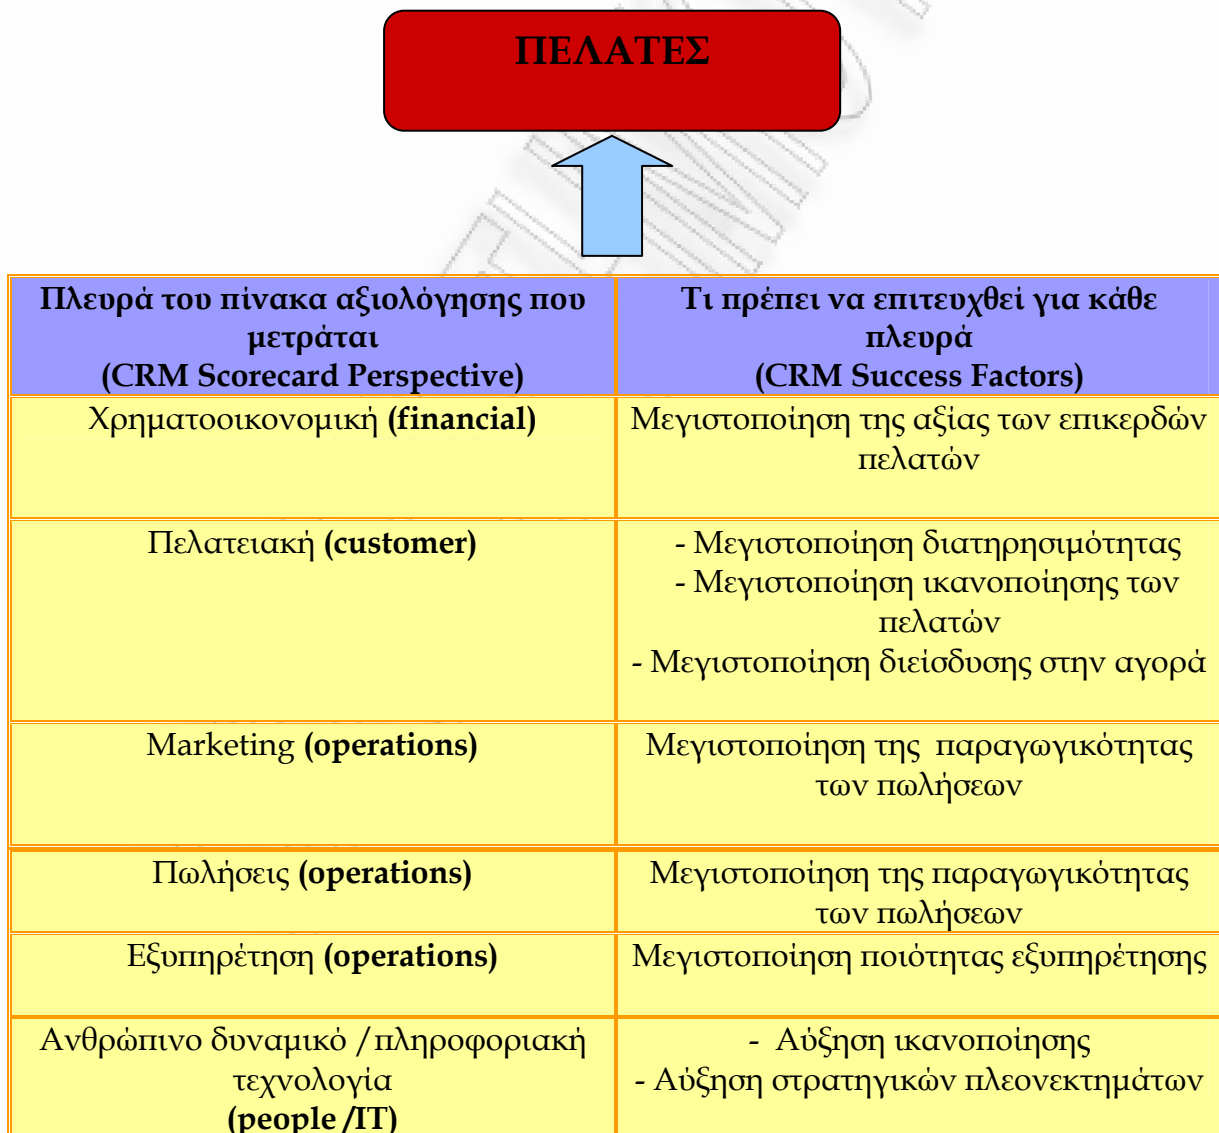 ΠΕΛΑΤΕΣ
Πλευρά του πίνακα αξιολόγησης που
μετράται
(CRM Scorecard Perspective)
Τι πρέπει να επιτευχθεί για κάθε
πλευρά
(CRM Success Factors)
Χρηματοοικονομική (financial)
Μεγιστοποίηση της αξίας των επικερδών
πελατών
Πελατειακή (customer)
- Μεγιστοποίηση διατηρησιμότητας
- Μεγιστοποίηση ικανοποίησης των
πελατών
- Μεγιστοποίηση διείσδυσης στην αγορά
Marketing (operations)
Μεγιστοποίηση της παραγωγικότητας
των πωλήσεων
Πωλήσεις (operations)
Μεγιστοποίηση της παραγωγικότητας
των πωλήσεων
Εξυπηρέτηση (operations)
Μεγιστοποίηση ποιότητας εξυπηρέτησης
Ανθρώπινο δυναμικό /πληροφοριακή
τεχνολογία
(people /IT)
- Αύξηση ικανοποίησης
- Αύξηση στρατηγικών πλεονεκτημάτων